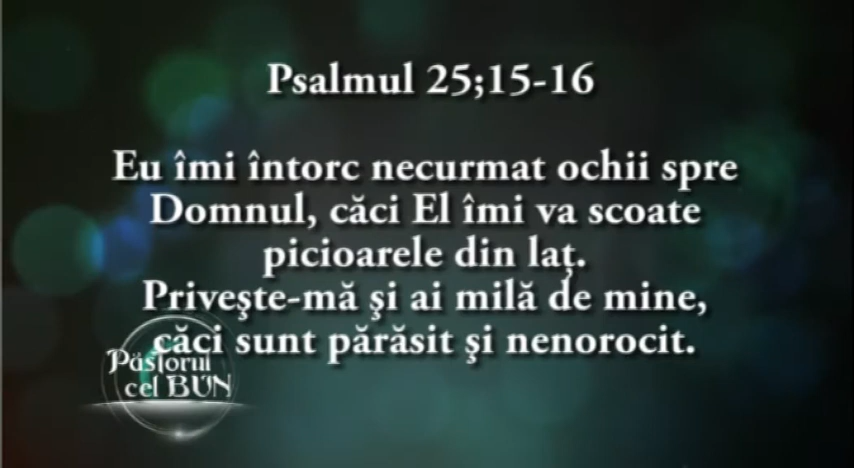 Psalmul 25;15-16
Eu îmi întorc necurmat ochii spre
Domnul, căci El îmi va scoate
picioarele din laţ.
Priveşte-mă şi ai milă de mine,
căci sunt părăsit şi nenorocit.
Păstorul
cel BUN